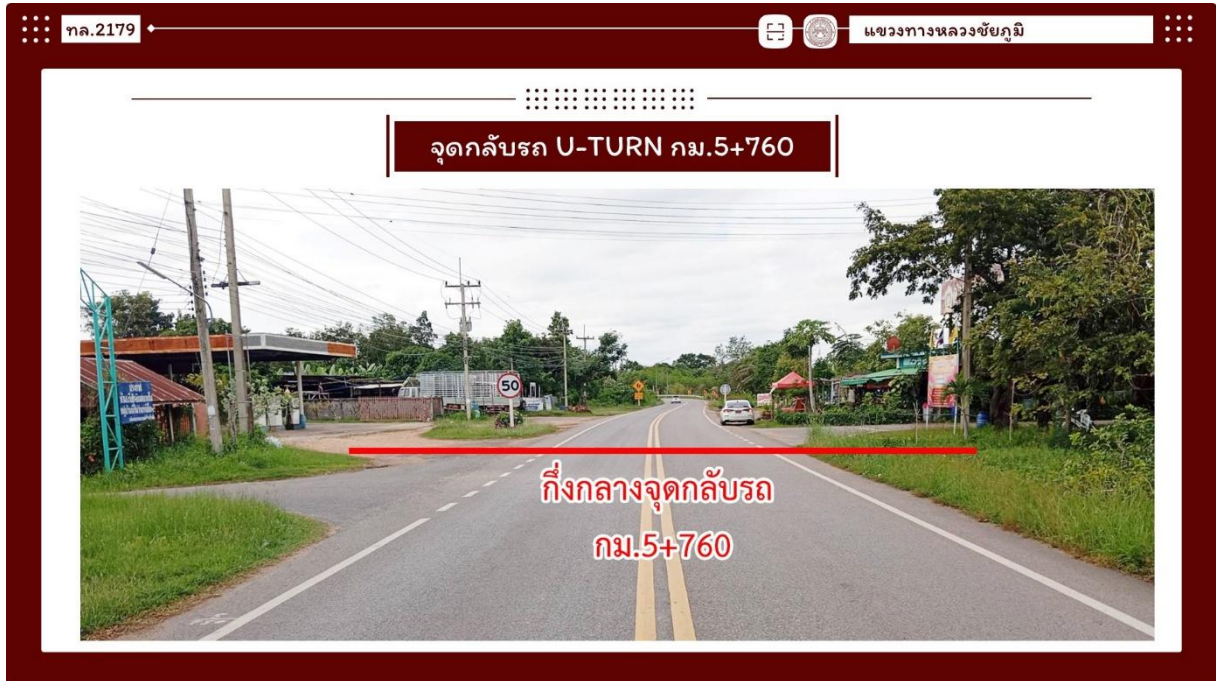 ทล.2179
แขวงทางหลวงชัยภูมิ
จุดกลับรถ U-TURN กม.5+760
50
กึ่งกลางจุดกลับรถ
กม.5+760